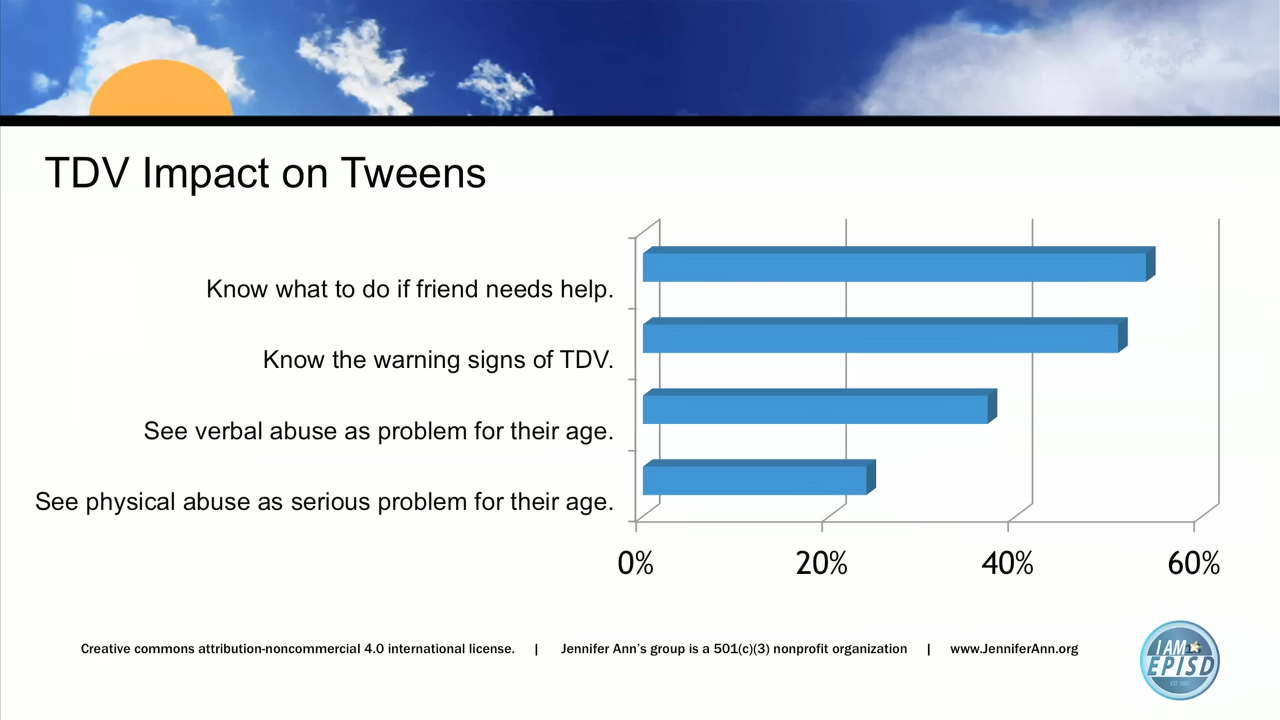 TDV Impact on Tweens
Know what to do if friend needs help.
Know the warning signs of TDV.
See verbal abuse as problem for their age.
See physical abuse as serious problem for their age.
0% 20% 40% 60%
Creative commons attribution-noncommercial 4.0 international license. | Jennifer Ann’s group is a 501(c)(3) nonprofit organization | www.JenniferAnn.org
I AM
EPISD